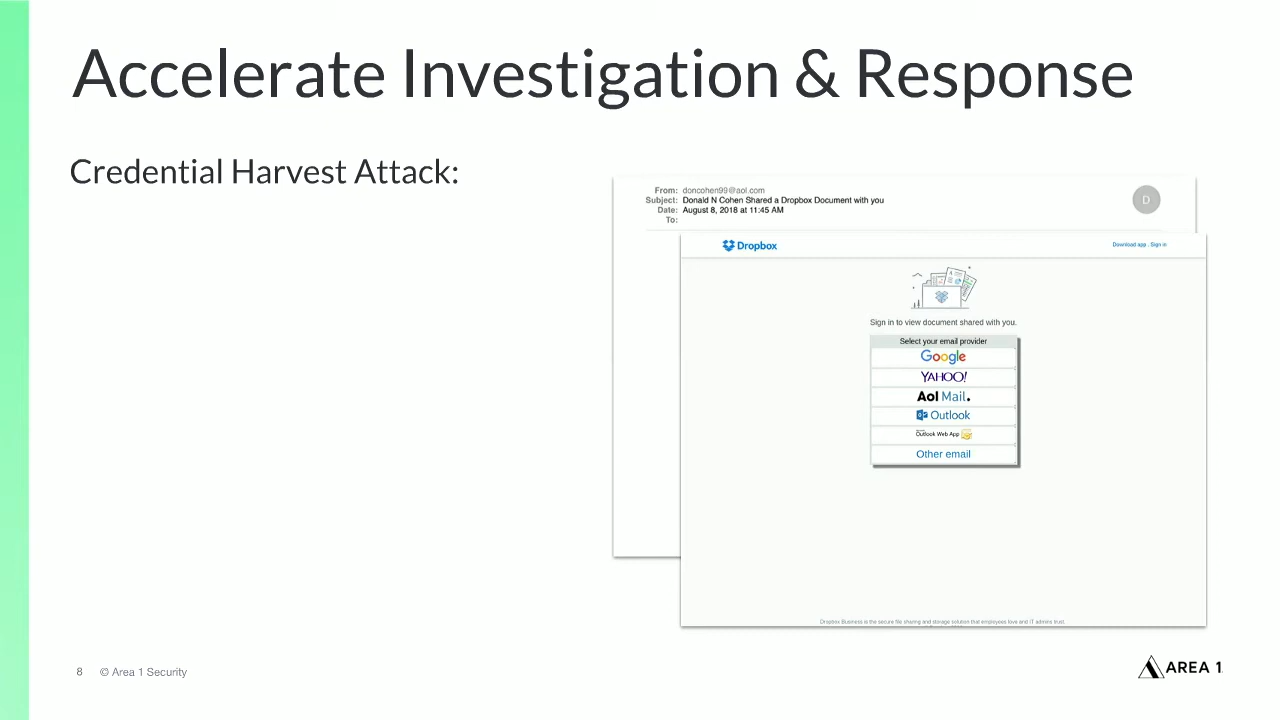 Accelerate Investigation & Response
Credential Harvest Attack:
From: doncohen99@aol.com
Subject: Donald N Cohen Shared a Dropbox Document with you
Date: August 8, 2018 at 11:45 AM
To:
D
Dropbox
Download app . Sign in
Sign in to view document shared with you.
Select your email provider
Google
YAHOO!
Aol Mail.
Outlook
Outlook Web App
Other email
Dropbox Business is the secure file sharing and storage solution that employees love and IT admins trust.
8 © Area 1 Security
AREA 1